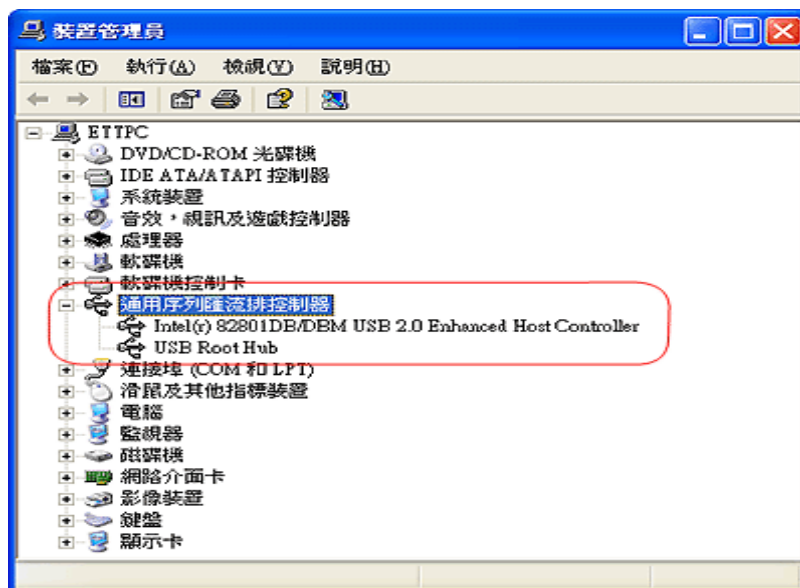 裝置管理員
檔案(F) 執行(A) 檢視(V) 說明(H)
ETTPC
DVD/CD-ROM 光碟機
IDE ATA/ATAPI 控制器
系統裝置
音效，視訊及遊戲控制器
處理器
軟碟機
軟碟機控制卡
通用序列匯流排控制器
Intel(r) 82801DB/DBM USB 2.0 Enhanced Host Controller
USB Root Hub
連接埠 (COM 和 LPT)
滑鼠及其他指標裝置
電腦
監視器
磁碟機
網路介面卡
影像裝置
鍵盤
顯示卡